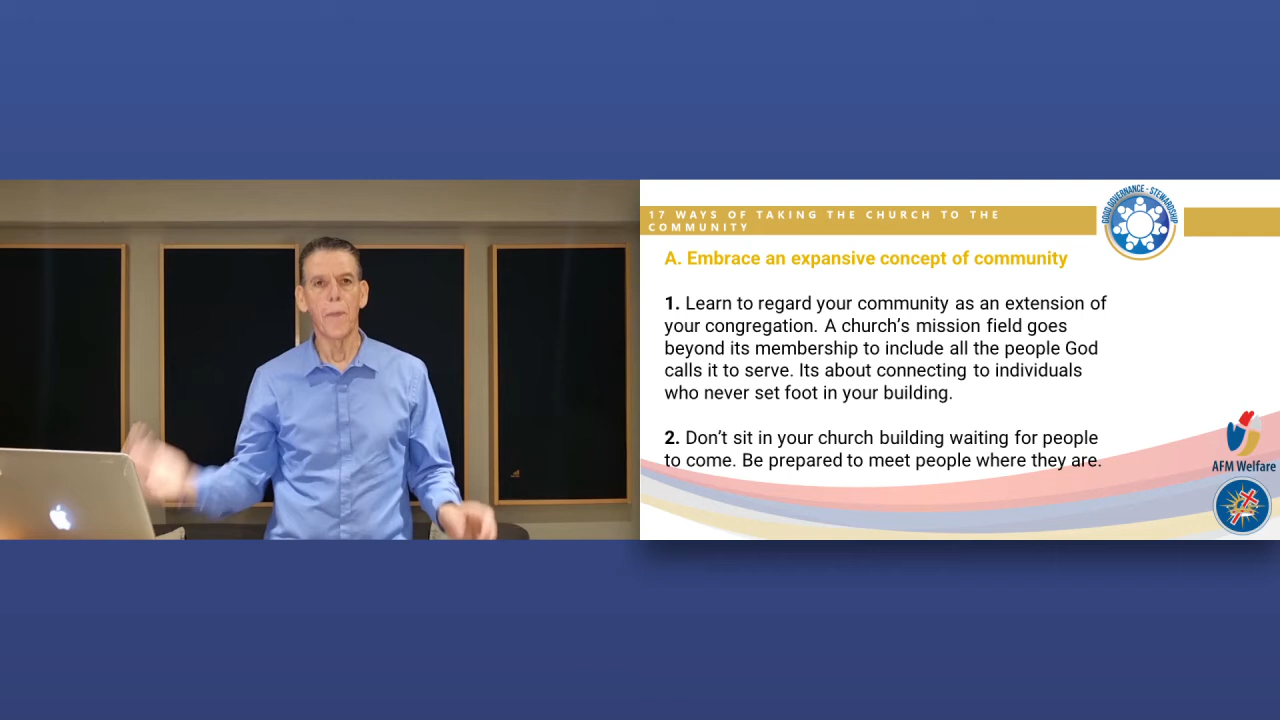 17 WAYS OF TAKING THE CHURCH TO THE
COMMUNITY
GOOD GOVERNANCE - STEWARDSHIP
A. Embrace an expansive concept of community
1. Learn to regard your community as an extension of
your congregation. A church's mission field goes
beyond its membership to include all the people God
calls it to serve. Its about connecting to individuals
who never set foot in your building.
2. Don't sit in your church building waiting for people
to come. Be prepared to meet people where they are.
AFM Welfare